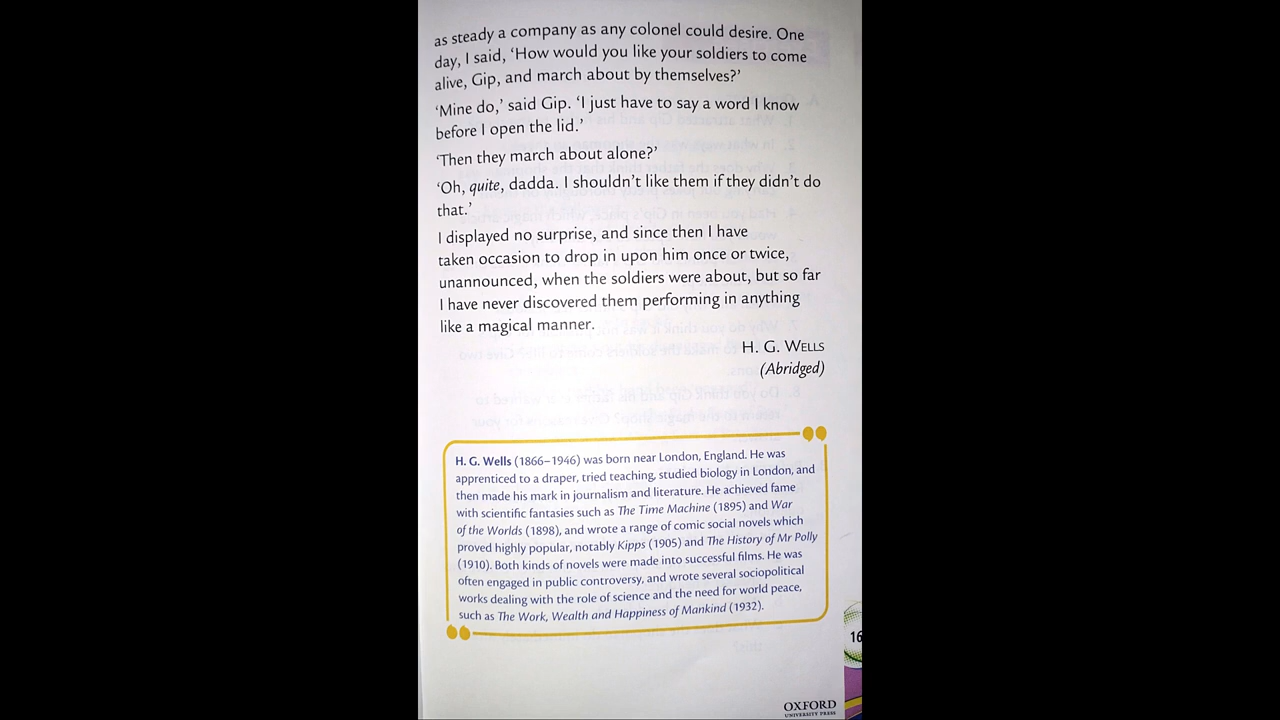 as steady a company as any colonel could desire. One
day, I said, ‘How would you like your soldiers to come
alive, Gip, and march about by themselves?’
‘Mine do,’ said Gip. ‘I just have to say a word I know
before I open the lid.’
‘Then they march about alone?’
‘Oh, quite, dadda. I shouldn’t like them if they didn’t do
that.’
I displayed no surprise, and since then I have
taken occasion to drop in upon him once or twice,
unannounced, when the soldiers were about, but so far
I have never discovered them performing in anything
like a magical manner.
H. G. WELLS
(Abridged)
H. G. Wells (1866–1946) was born near London, England. He was
apprenticed to a draper, tried teaching, studied biology in London, and
then made his mark in journalism and literature. He achieved fame
with scientific fantasies such as The Time Machine (1895) and War
of the Worlds (1898), and wrote a range of comic social novels which
proved highly popular, notably Kipps (1905) and The History of Mr Polly
(1910). Both kinds of novels were made into successful films. He was
often engaged in public controversy, and wrote several sociopolitical
works dealing with the role of science and the need for world peace,
such as The Work, Wealth and Happiness of Mankind (1932).
16
OXFORD
UNIVERSITY PRESS